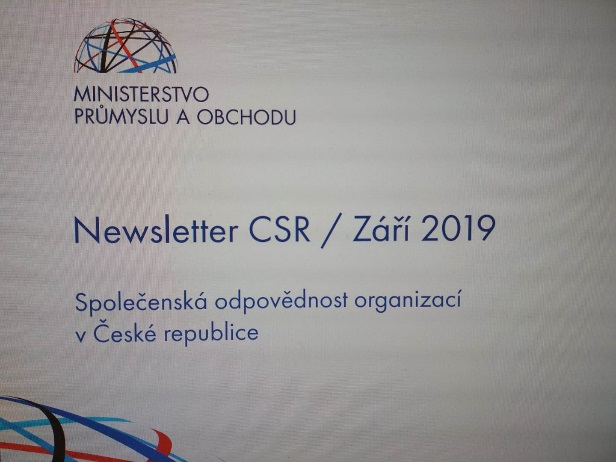 MINISTERSTVO
PRŮMYSLU A OBCHODU
Newsletter CSR / Září 2019
Společenská odpovědnost organizací
v České republice